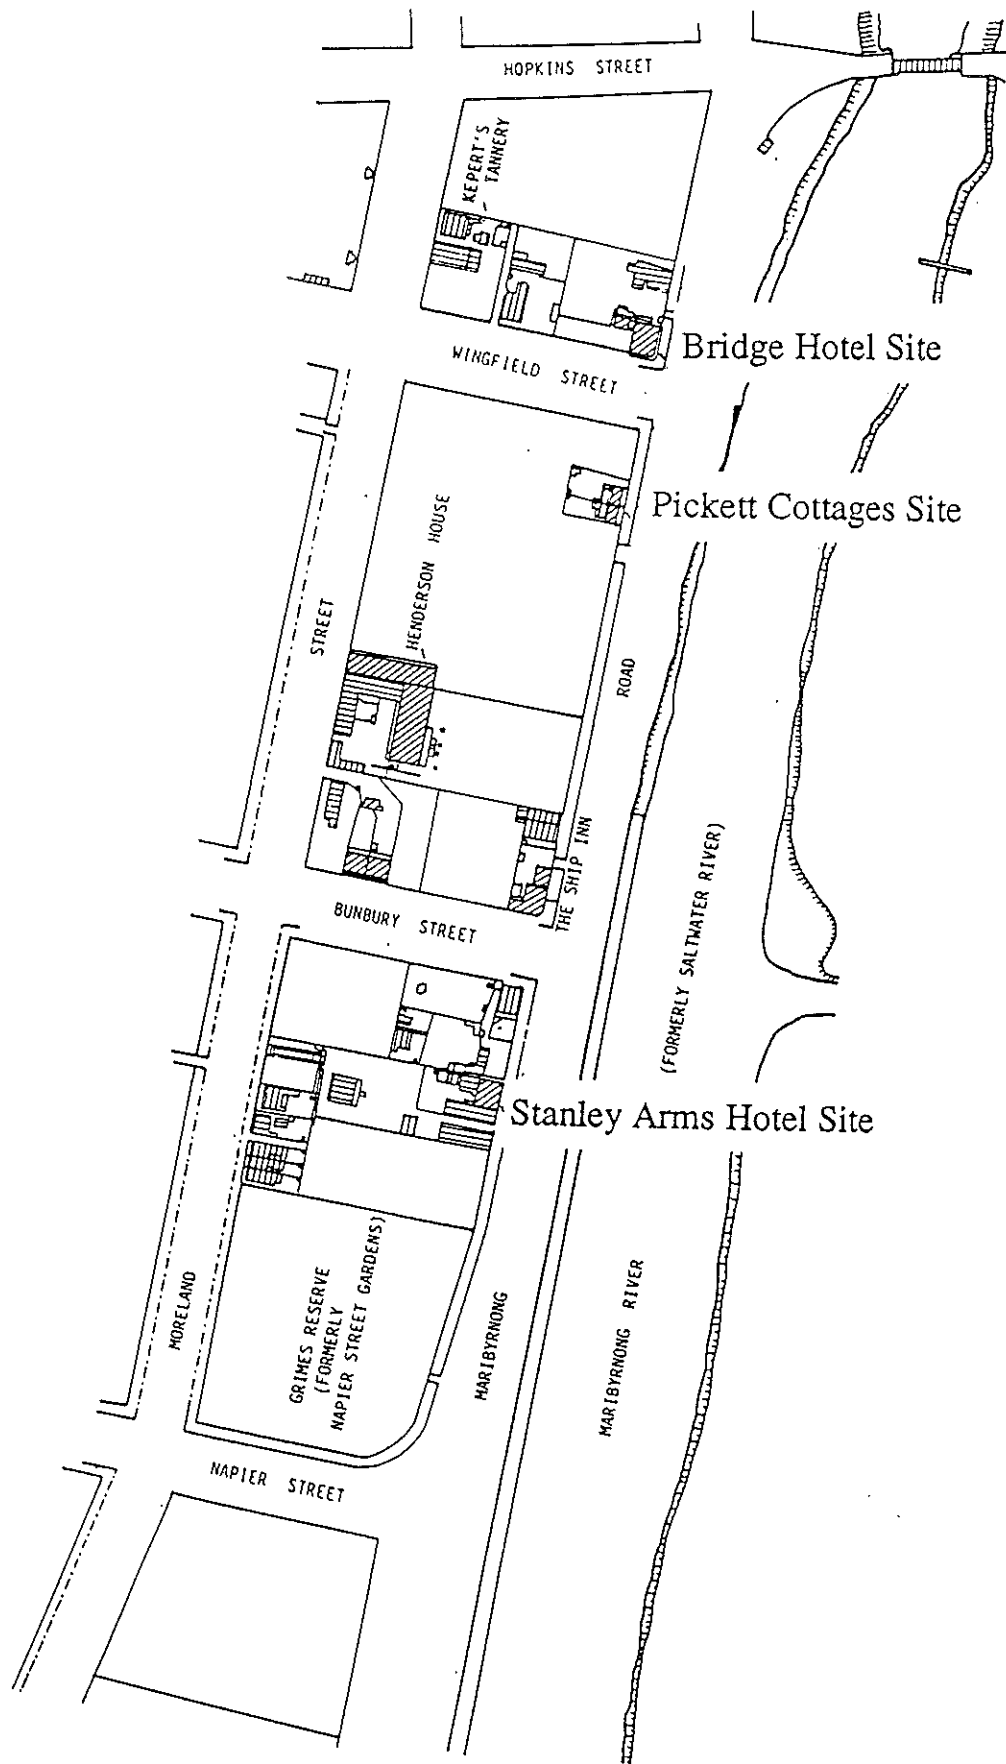 HOPKINS STREET
KEPERT'S
TANNERY
Bridge Hotel Site
WINGFIELD STREET
Pickett Cottages Site
HENDERSON HOUSE
STREET
ROAD
THE SHIP INN
BUNBURY STREET
(FORMERLY SALTWATER RIVER)
Stanley Arms Hotel Site
MORELAND
GRIMES RESERVE
(FORMERLY
NAPIER STREET GARDENS)
MARIBYRNONG
MARIBYRNONG RIVER
NAPIER STREET